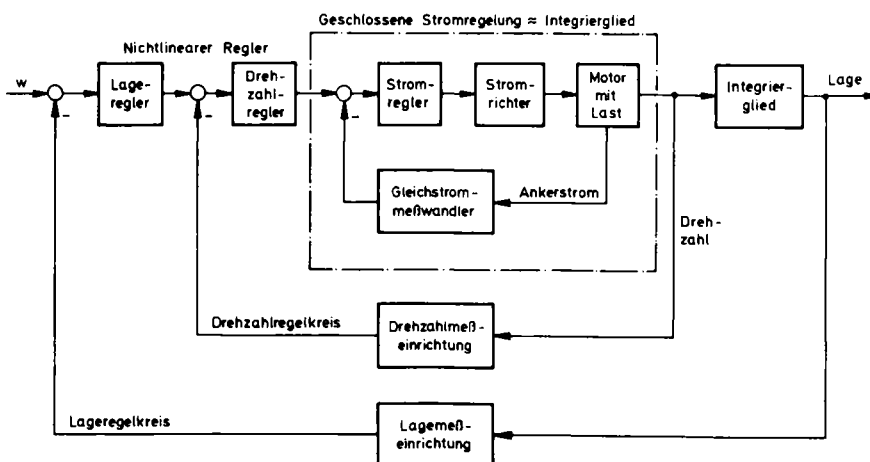 Geschlossene Stromregelung ≈ Integrierglied
Nichtlinearer Regler
w
Lage-
regler
Dreh-
zahl-
regler
Strom-
regler
Strom-
richter
Motor
mit
Last
Integrier-
glied
Lage
-
-
-
Gleichstrom-
meßwandler
Ankerstrom
Dreh-
zahl
Drehzahlregelkreis
Drehzahlmeß-
einrichtung
Lageregelkreis
Lagemeß-
einrichtung